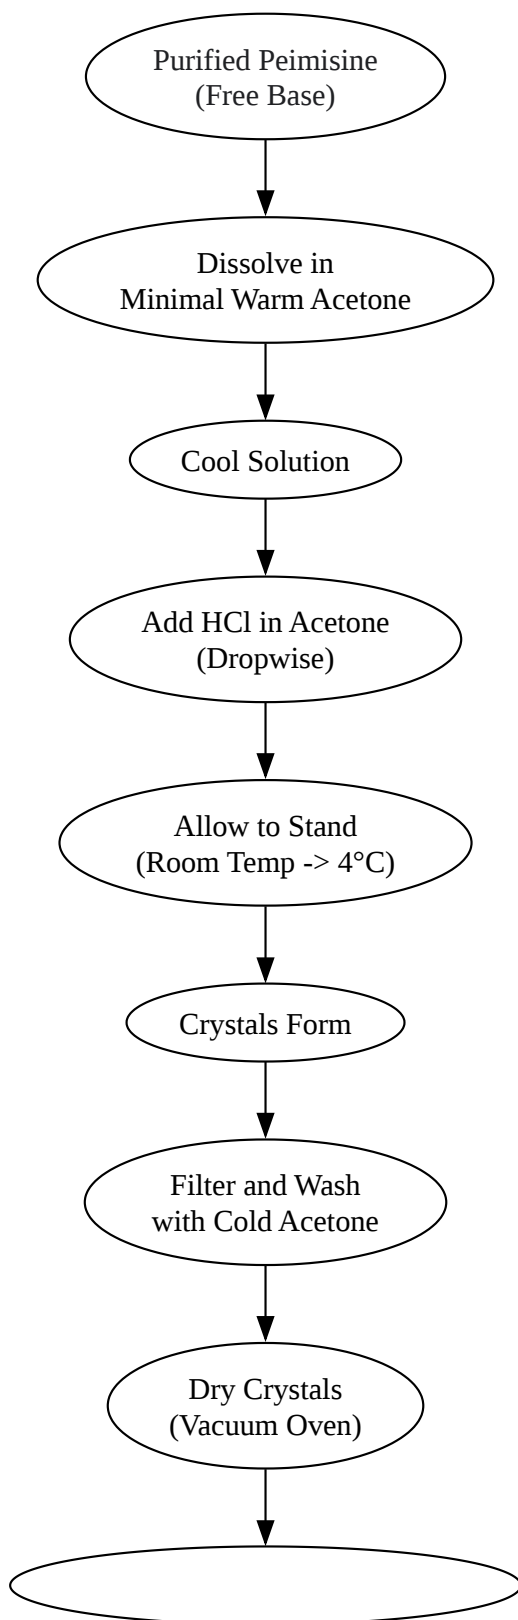 Purified Peimisine
(Free Base)
Dissolve in
Minimal Warm Acetone
Cool Solution
Add HCl in Acetone
(Dropwise)
Allow to Stand
(Room Temp -> 4°C)
Crystals Form
Filter and Wash
with Cold Acetone
Dry Crystals
(Vacuum Oven)